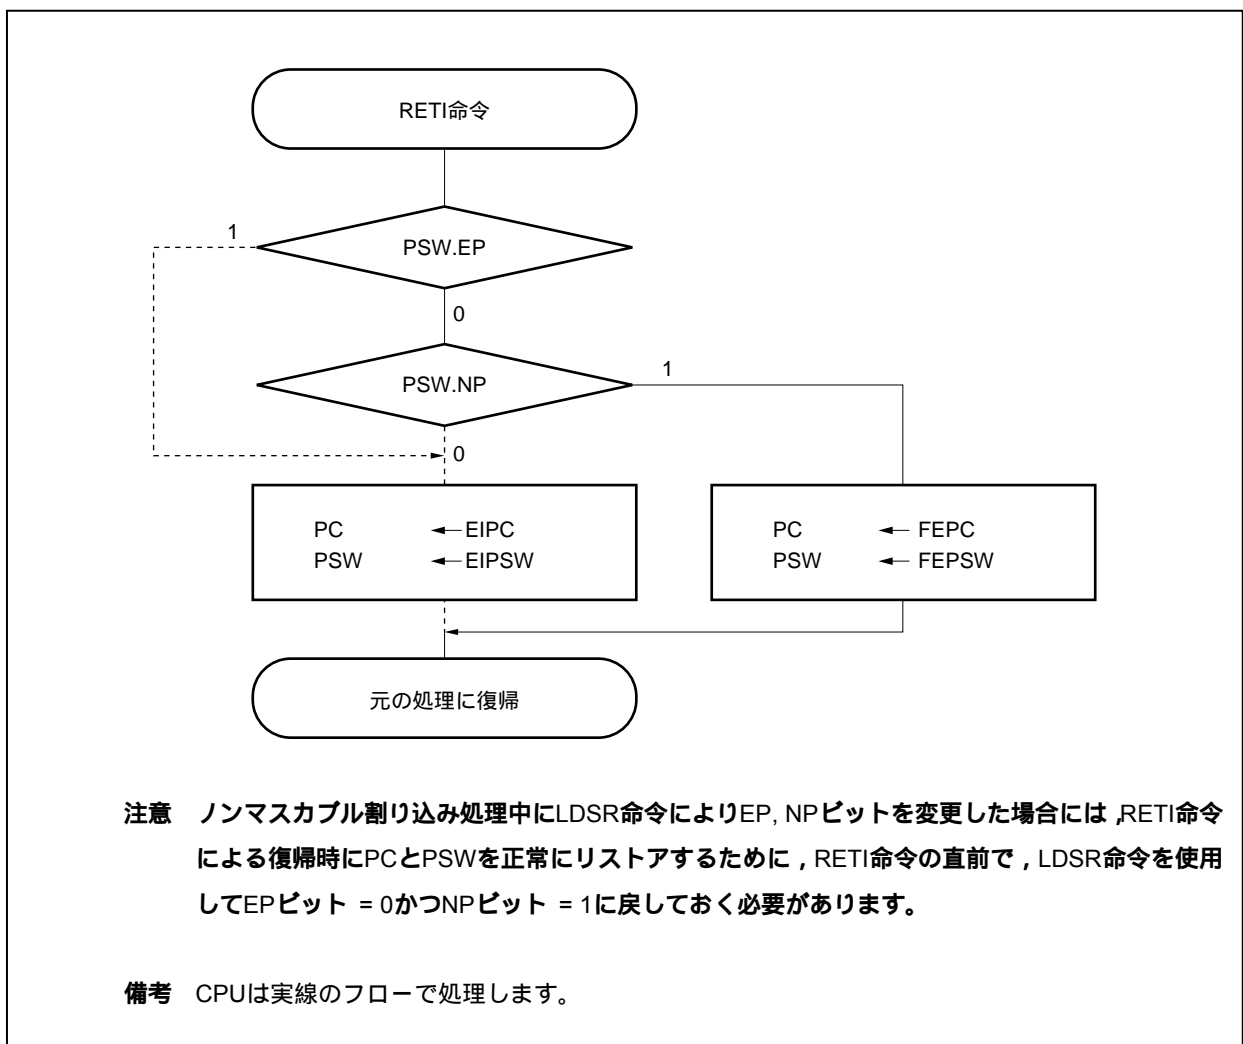 RETI命令
1
PSW.EP
0
PSW.NP
1
0
PC ← EIPC
PSW ← EIPSW
PC ← FEPC
PSW ← FEPSW
元の処理に復帰
注意 ノンマスカブル割り込み処理中にLDSR命令によりEP, NPビットを変更した場合には,RETI命令
による復帰時にPCとPSWを正常にリストアするために,RETI命令の直前で,LDSR命令を使用
してEPビット = 0かつNPビット = 1に戻しておく必要があります。
備考 CPUは実線のフローで処理します。